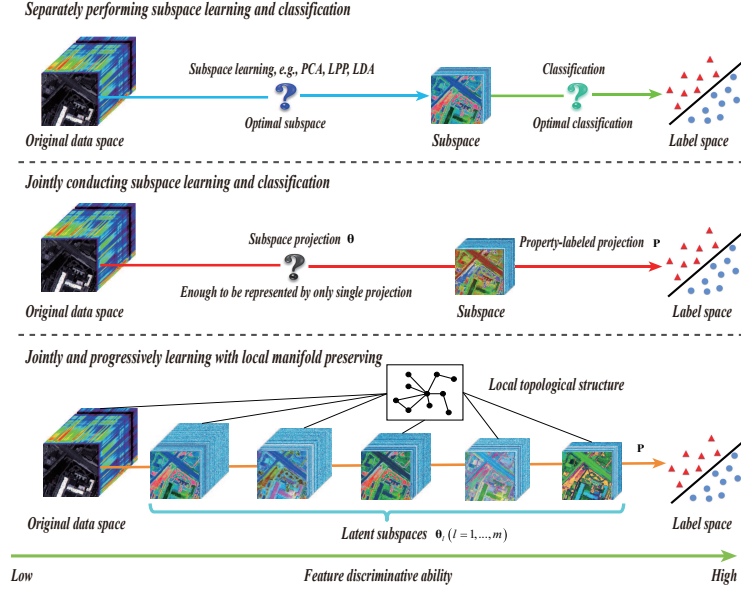 Separately performing subspace learning and classification
Subspace learning, e.g., PCA, LPP, LDA
Classification
?
?
Optimal subspace
Optimal classification
Original data space
Subspace
Label space
Jointly conducting subspace learning and classification
Subspace projection θ
Property-labeled projection P
?
Enough to be represented by only single projection
Original data space
Subspace
Label space
Jointly and progressively learning with local manifold preserving
Local topological structure
P
Original data space
Label space
Latent subspaces θl (l = 1,...,m)
Low
Feature discriminative ability
High